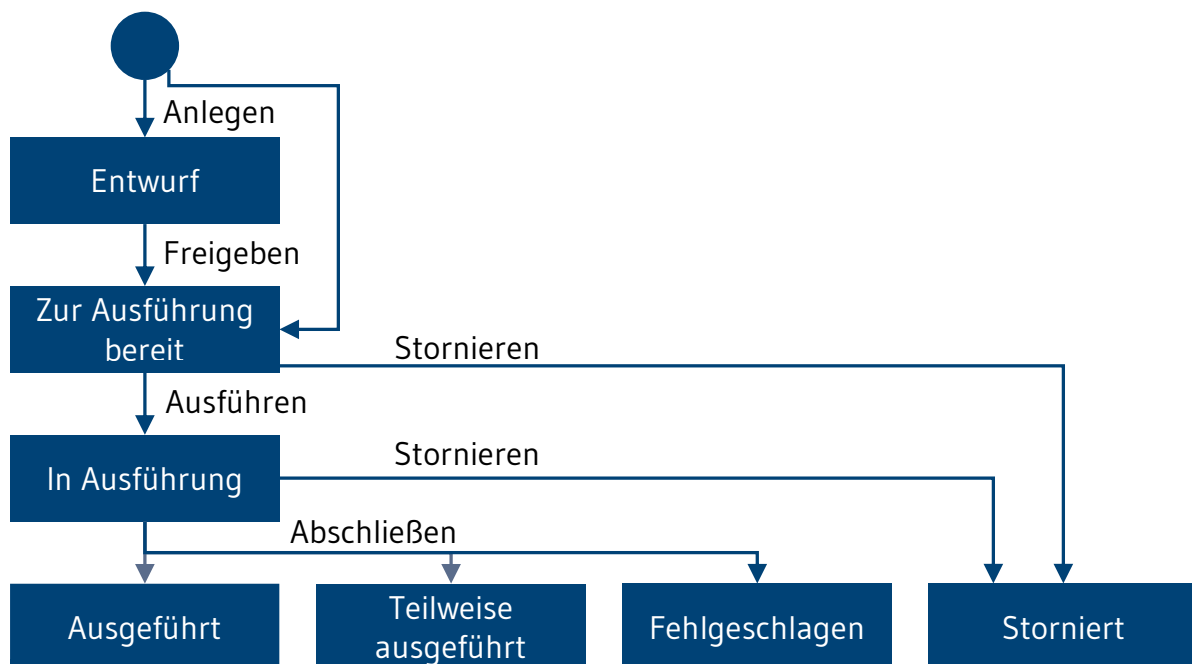 Anlegen
Entwurf
Freigeben
Zur Ausführung
bereit
Stornieren
Ausführen
Stornieren
In Ausführung
Abschließen
Ausgeführt
Teilweise
ausgeführt
Fehlgeschlagen
Storniert